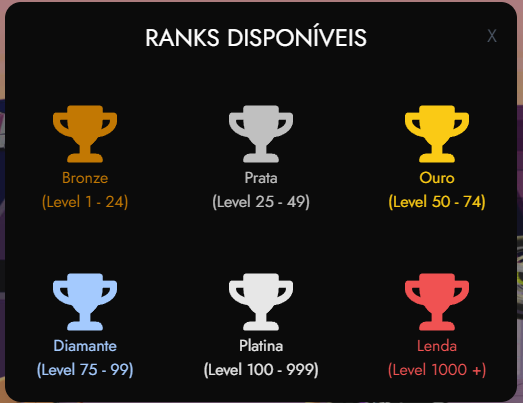 RANKS DISPONÍVEIS
X
Bronze
(Level 1 - 24)
Prata
(Level 25 - 49)
Ouro
(Level 50 - 74)
Diamante
(Level 75 - 99)
Platina
(Level 100 - 999)
Lenda
(Level 1000 +)